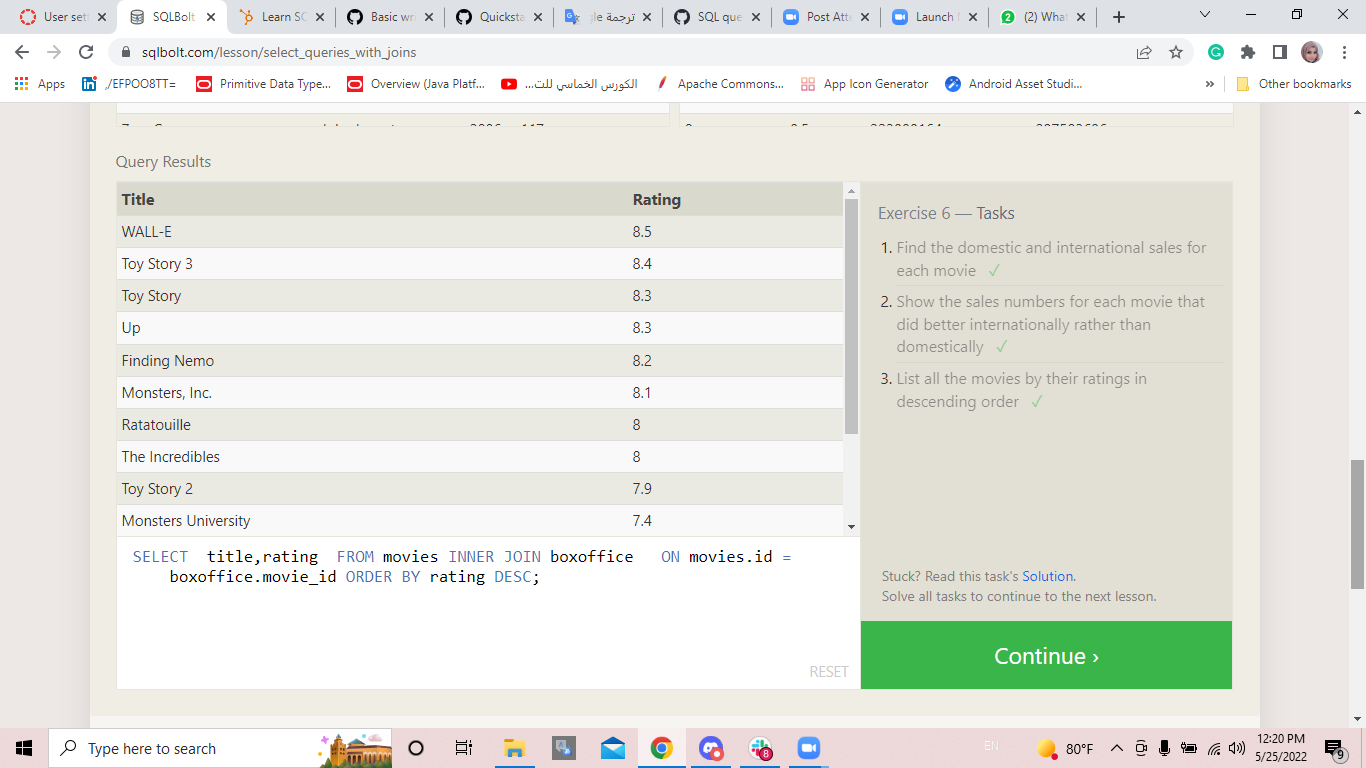 User sett
SQLBolt
Learn SC
Basic wri
Quicksta
ترجمة gle
SQL que
Post Atte
Launch
(2) What
sqlbolt.com/lesson/select_queries_with_joins
Apps
/EFPOO8TT=
Primitive Data Type...
Overview (Java Platf...
الكورس الخماسي للت...
Apache Commons...
App Icon Generator
Android Asset Studi...
»
Other bookmarks
Query Results
Title Rating
WALL-E 8.5
Toy Story 3 8.4
Toy Story 8.3
Up 8.3
Finding Nemo 8.2
Monsters, Inc. 8.1
Ratatouille 8
The Incredibles 8
Toy Story 2 7.9
Monsters University 7.4
SELECT title,rating FROM movies INNER JOIN boxoffice ON movies.id =
boxoffice.movie_id ORDER BY rating DESC;
RESET
Exercise 6 — Tasks
1. Find the domestic and international sales for
each movie ✓
2. Show the sales numbers for each movie that
did better internationally rather than
domestically ✓
3. List all the movies by their ratings in
descending order ✓
Stuck? Read this task's Solution.
Solve all tasks to continue to the next lesson.
Continue ›
Type here to search
8
EN
80°F
12:20 PM
5/25/2022
9